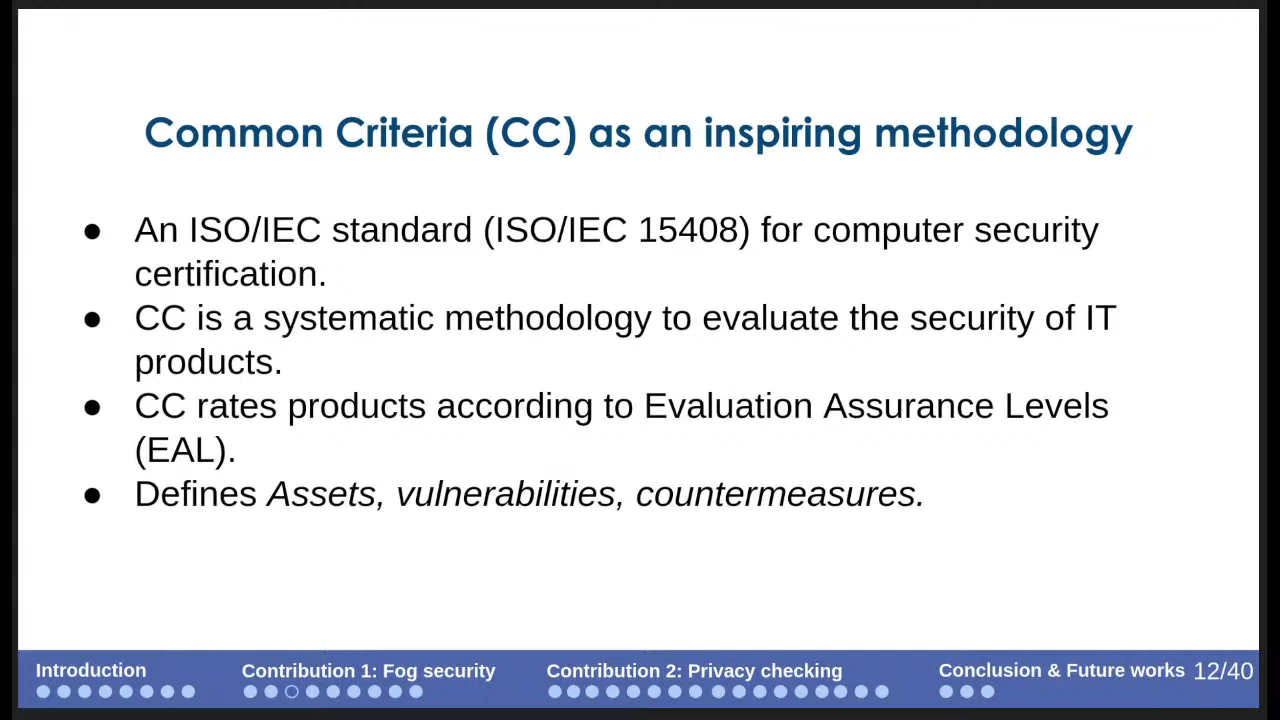 Common Criteria (CC) as an inspiring methodology
● An ISO/IEC standard (ISO/IEC 15408) for computer security
certification.
● CC is a systematic methodology to evaluate the security of IT
products.
● CC rates products according to Evaluation Assurance Levels
(EAL).
● Defines Assets, vulnerabilities, countermeasures.
Introduction
Contribution 1: Fog security
Contribution 2: Privacy checking
Conclusion & Future works
12/40